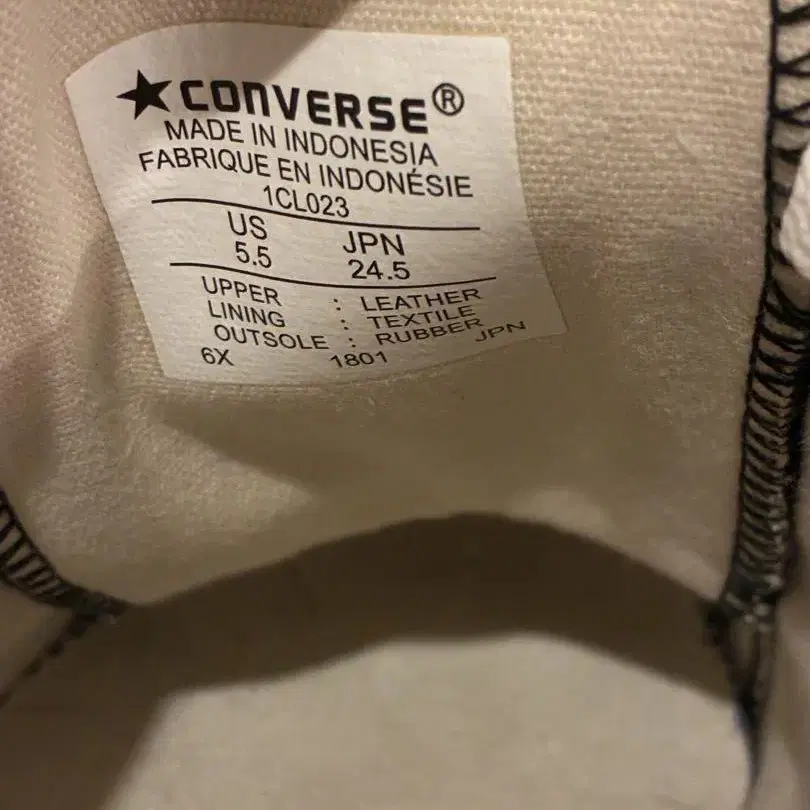 ★CONVERSE®
MADE IN INDONESIA
FABRIQUE EN INDONÉSIE
1CL023
US JPN
5.5 24.5
UPPER : LEATHER
LINING : TEXTILE
OUTSOLE : RUBBER
6X 1801 JPN